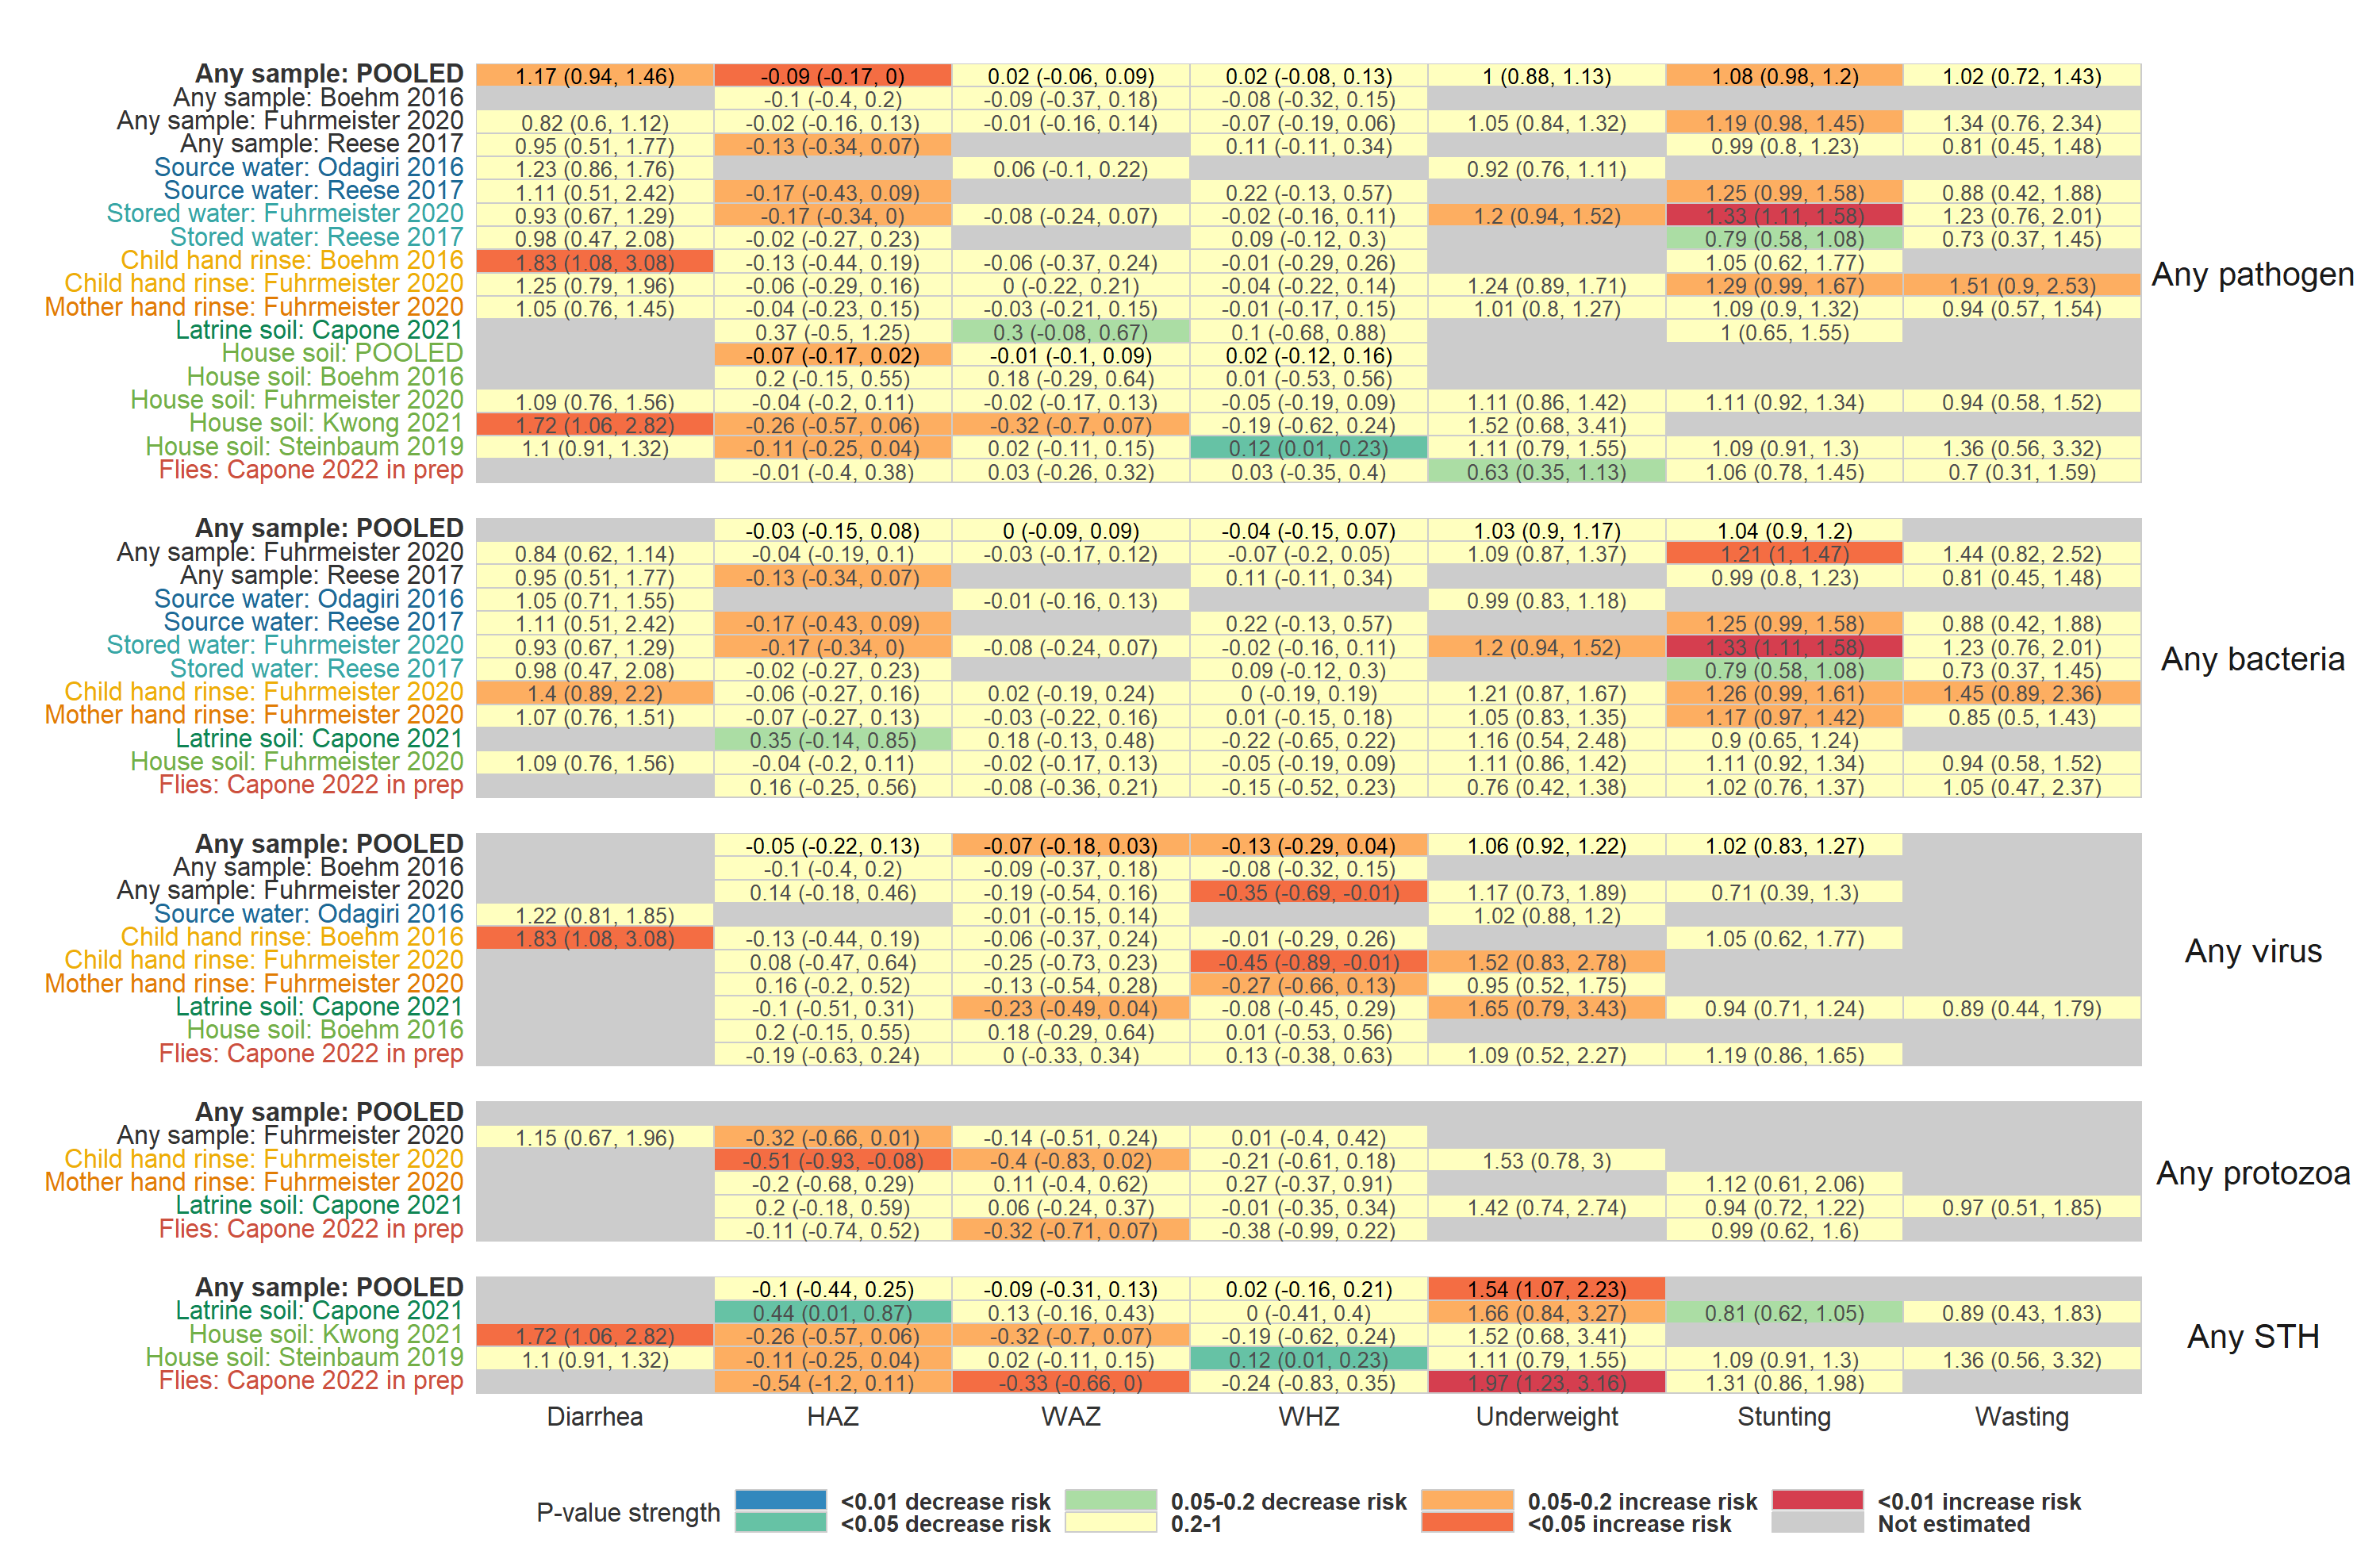 Any sample: POOLED 1.17 (0.94, 1.46) -0.09 (-0.17, 0) 0.02 (-0.06, 0.09) 0.02 (-0.08, 0.13) 1 (0.88, 1.13) 1.08 (0.98, 1.2) 1.02 (0.72, 1.43)
Any sample: Boehm 2016 -0.1 (-0.4, 0.2) -0.09 (-0.37, 0.18) -0.08 (-0.32, 0.15)
Any sample: Fuhrmeister 2020 0.82 (0.6, 1.12) -0.02 (-0.16, 0.13) -0.01 (-0.16, 0.14) -0.07 (-0.19, 0.06) 1.05 (0.84, 1.32) 1.19 (0.98, 1.45) 1.34 (0.76, 2.34)
Any sample: Reese 2017 0.95 (0.51, 1.77) -0.13 (-0.34, 0.07) 0.11 (-0.11, 0.34) 0.99 (0.8, 1.23) 0.81 (0.45, 1.48)
Source water: Odagiri 2016 1.23 (0.86, 1.76) 0.06 (-0.1, 0.22) 0.92 (0.76, 1.11)
Source water: Reese 2017 1.11 (0.51, 2.42) -0.17 (-0.43, 0.09) 0.22 (-0.13, 0.57) 1.25 (0.99, 1.58) 0.88 (0.42, 1.88)
Stored water: Fuhrmeister 2020 0.93 (0.67, 1.29) -0.17 (-0.34, 0) -0.08 (-0.24, 0.07) -0.02 (-0.16, 0.11) 1.2 (0.94, 1.52) 1.33 (1.11, 1.58) 1.23 (0.76, 2.01)
Stored water: Reese 2017 0.98 (0.47, 2.08) -0.02 (-0.27, 0.23) 0.09 (-0.12, 0.3) 0.79 (0.58, 1.08) 0.73 (0.37, 1.45)
Child hand rinse: Boehm 2016 1.83 (1.08, 3.08) -0.13 (-0.44, 0.19) -0.06 (-0.37, 0.24) -0.01 (-0.29, 0.26) 1.05 (0.62, 1.77)
Child hand rinse: Fuhrmeister 2020 1.25 (0.79, 1.96) -0.06 (-0.29, 0.16) 0 (-0.22, 0.21) -0.04 (-0.22, 0.14) 1.24 (0.89, 1.71) 1.29 (0.99, 1.67) 1.51 (0.9, 2.53)
Mother hand rinse: Fuhrmeister 2020 1.05 (0.76, 1.45) -0.04 (-0.23, 0.15) -0.03 (-0.21, 0.15) -0.01 (-0.17, 0.15) 1.01 (0.8, 1.27) 1.09 (0.9, 1.32) 0.94 (0.57, 1.54)
Latrine soil: Capone 2021 0.37 (-0.5, 1.25) 0.3 (-0.08, 0.67) 0.1 (-0.68, 0.88) 1 (0.65, 1.55)
House soil: POOLED -0.07 (-0.17, 0.02) -0.01 (-0.1, 0.09) 0.02 (-0.12, 0.16)
House soil: Boehm 2016 0.2 (-0.15, 0.55) 0.18 (-0.29, 0.64) 0.01 (-0.53, 0.56)
House soil: Fuhrmeister 2020 1.09 (0.76, 1.56) -0.04 (-0.2, 0.11) -0.02 (-0.17, 0.13) -0.05 (-0.19, 0.09) 1.11 (0.86, 1.42) 1.11 (0.92, 1.34) 0.94 (0.58, 1.52)
House soil: Kwong 2021 1.72 (1.06, 2.82) -0.26 (-0.57, 0.06) -0.32 (-0.7, 0.07) -0.19 (-0.62, 0.24) 1.52 (0.68, 3.41)
House soil: Steinbaum 2019 1.1 (0.91, 1.32) -0.11 (-0.25, 0.04) 0.02 (-0.11, 0.15) 0.12 (0.01, 0.23) 1.11 (0.79, 1.55) 1.09 (0.91, 1.3) 1.36 (0.56, 3.32)
Flies: Capone 2022 in prep -0.01 (-0.4, 0.38) 0.03 (-0.26, 0.32) 0.03 (-0.35, 0.4) 0.63 (0.35, 1.13) 1.06 (0.78, 1.45) 0.7 (0.31, 1.59)
Any pathogen
Any sample: POOLED -0.03 (-0.15, 0.08) 0 (-0.09, 0.09) -0.04 (-0.15, 0.07) 1.03 (0.9, 1.17) 1.04 (0.9, 1.2)
Any sample: Fuhrmeister 2020 0.84 (0.62, 1.14) -0.04 (-0.19, 0.1) -0.03 (-0.17, 0.12) -0.07 (-0.2, 0.05) 1.09 (0.87, 1.37) 1.21 (1, 1.47) 1.44 (0.82, 2.52)
Any sample: Reese 2017 0.95 (0.51, 1.77) -0.13 (-0.34, 0.07) 0.11 (-0.11, 0.34) 0.99 (0.8, 1.23) 0.81 (0.45, 1.48)
Source water: Odagiri 2016 1.05 (0.71, 1.55) -0.01 (-0.16, 0.13) 0.99 (0.83, 1.18)
Source water: Reese 2017 1.11 (0.51, 2.42) -0.17 (-0.43, 0.09) 0.22 (-0.13, 0.57) 1.25 (0.99, 1.58) 0.88 (0.42, 1.88)
Stored water: Fuhrmeister 2020 0.93 (0.67, 1.29) -0.17 (-0.34, 0) -0.08 (-0.24, 0.07) -0.02 (-0.16, 0.11) 1.2 (0.94, 1.52) 1.33 (1.11, 1.58) 1.23 (0.76, 2.01)
Stored water: Reese 2017 0.98 (0.47, 2.08) -0.02 (-0.27, 0.23) 0.09 (-0.12, 0.3) 0.79 (0.58, 1.08) 0.73 (0.37, 1.45)
Child hand rinse: Fuhrmeister 2020 1.4 (0.89, 2.2) -0.06 (-0.27, 0.16) 0.02 (-0.19, 0.24) 0 (-0.19, 0.19) 1.21 (0.87, 1.67) 1.26 (0.99, 1.61) 1.45 (0.89, 2.36)
Mother hand rinse: Fuhrmeister 2020 1.07 (0.76, 1.51) -0.07 (-0.27, 0.13) -0.03 (-0.22, 0.16) 0.01 (-0.15, 0.18) 1.05 (0.83, 1.35) 1.17 (0.97, 1.42) 0.85 (0.5, 1.43)
Latrine soil: Capone 2021 0.35 (-0.14, 0.85) 0.18 (-0.13, 0.48) -0.22 (-0.65, 0.22) 1.16 (0.54, 2.48) 0.9 (0.65, 1.24)
House soil: Fuhrmeister 2020 1.09 (0.76, 1.56) -0.04 (-0.2, 0.11) -0.02 (-0.17, 0.13) -0.05 (-0.19, 0.09) 1.11 (0.86, 1.42) 1.11 (0.92, 1.34) 0.94 (0.58, 1.52)
Flies: Capone 2022 in prep 0.16 (-0.25, 0.56) -0.08 (-0.36, 0.21) -0.15 (-0.52, 0.23) 0.76 (0.42, 1.38) 1.02 (0.76, 1.37) 1.05 (0.47, 2.37)
Any bacteria
Any sample: POOLED -0.05 (-0.22, 0.13) -0.07 (-0.18, 0.03) -0.13 (-0.29, 0.04) 1.06 (0.92, 1.22) 1.02 (0.83, 1.27)
Any sample: Boehm 2016 -0.1 (-0.4, 0.2) -0.09 (-0.37, 0.18) -0.08 (-0.32, 0.15)
Any sample: Fuhrmeister 2020 0.14 (-0.18, 0.46) -0.19 (-0.54, 0.16) -0.35 (-0.69, -0.01) 1.17 (0.73, 1.89) 0.71 (0.39, 1.3)
Source water: Odagiri 2016 1.22 (0.81, 1.85) -0.01 (-0.15, 0.14) 1.02 (0.88, 1.2)
Child hand rinse: Boehm 2016 1.83 (1.08, 3.08) -0.13 (-0.44, 0.19) -0.06 (-0.37, 0.24) -0.01 (-0.29, 0.26) 1.05 (0.62, 1.77)
Child hand rinse: Fuhrmeister 2020 0.08 (-0.47, 0.64) -0.25 (-0.73, 0.23) -0.45 (-0.89, -0.01) 1.52 (0.83, 2.78)
Mother hand rinse: Fuhrmeister 2020 0.16 (-0.2, 0.52) -0.13 (-0.54, 0.28) -0.27 (-0.66, 0.13) 0.95 (0.52, 1.75)
Latrine soil: Capone 2021 -0.1 (-0.51, 0.31) -0.23 (-0.49, 0.04) -0.08 (-0.45, 0.29) 1.65 (0.79, 3.43) 0.94 (0.71, 1.24) 0.89 (0.44, 1.79)
House soil: Boehm 2016 0.2 (-0.15, 0.55) 0.18 (-0.29, 0.64) 0.01 (-0.53, 0.56)
Flies: Capone 2022 in prep -0.19 (-0.63, 0.24) 0 (-0.33, 0.34) 0.13 (-0.38, 0.63) 1.09 (0.52, 2.27) 1.19 (0.86, 1.65)
Any virus
Any sample: POOLED
Any sample: Fuhrmeister 2020 1.15 (0.67, 1.96) -0.32 (-0.66, 0.01) -0.14 (-0.51, 0.24) 0.01 (-0.4, 0.42)
Child hand rinse: Fuhrmeister 2020 -0.51 (-0.93, -0.08) -0.4 (-0.83, 0.02) -0.21 (-0.61, 0.18) 1.53 (0.78, 3)
Mother hand rinse: Fuhrmeister 2020 -0.2 (-0.68, 0.29) 0.11 (-0.4, 0.62) 0.27 (-0.37, 0.91) 1.12 (0.61, 2.06)
Latrine soil: Capone 2021 0.2 (-0.18, 0.59) 0.06 (-0.24, 0.37) -0.01 (-0.35, 0.34) 1.42 (0.74, 2.74) 0.94 (0.72, 1.22) 0.97 (0.51, 1.85)
Flies: Capone 2022 in prep -0.11 (-0.74, 0.52) -0.32 (-0.71, 0.07) -0.38 (-0.99, 0.22) 0.99 (0.62, 1.6)
Any protozoa
Any sample: POOLED -0.1 (-0.44, 0.25) -0.09 (-0.31, 0.13) 0.02 (-0.16, 0.21) 1.54 (1.07, 2.23)
Latrine soil: Capone 2021 0.44 (0.01, 0.87) 0.13 (-0.16, 0.43) 0 (-0.41, 0.4) 1.66 (0.84, 3.27) 0.81 (0.62, 1.05) 0.89 (0.43, 1.83)
House soil: Kwong 2021 1.72 (1.06, 2.82) -0.26 (-0.57, 0.06) -0.32 (-0.7, 0.07) -0.19 (-0.62, 0.24) 1.52 (0.68, 3.41)
House soil: Steinbaum 2019 1.1 (0.91, 1.32) -0.11 (-0.25, 0.04) 0.02 (-0.11, 0.15) 0.12 (0.01, 0.23) 1.11 (0.79, 1.55) 1.09 (0.91, 1.3) 1.36 (0.56, 3.32)
Flies: Capone 2022 in prep -0.54 (-1.2, 0.11) -0.33 (-0.66, 0) -0.24 (-0.83, 0.35) 1.97 (1.23, 3.16) 1.31 (0.86, 1.98)
Any STH
Diarrhea HAZ WAZ WHZ Underweight Stunting Wasting
P-value strength
<0.01 decrease risk 0.05-0.2 decrease risk 0.05-0.2 increase risk <0.01 increase risk
<0.05 decrease risk 0.2-1 <0.05 increase risk Not estimated